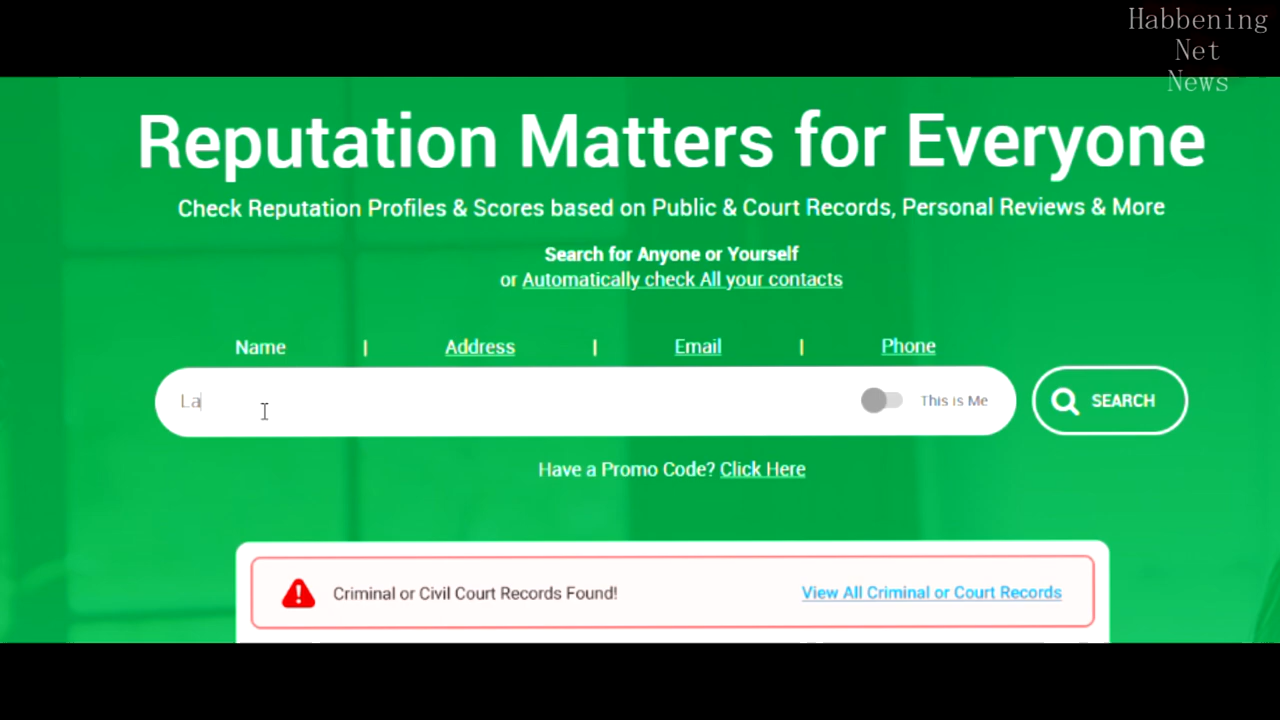 Habbening
Net
News
Reputation Matters for Everyone
Check Reputation Profiles & Scores based on Public & Court Records, Personal Reviews & More
Search for Anyone or Yourself
or Automatically check All your contacts
Name | Address | Email | Phone
La This is Me SEARCH
Have a Promo Code? Click Here
Criminal or Civil Court Records Found! View All Criminal or Court Records